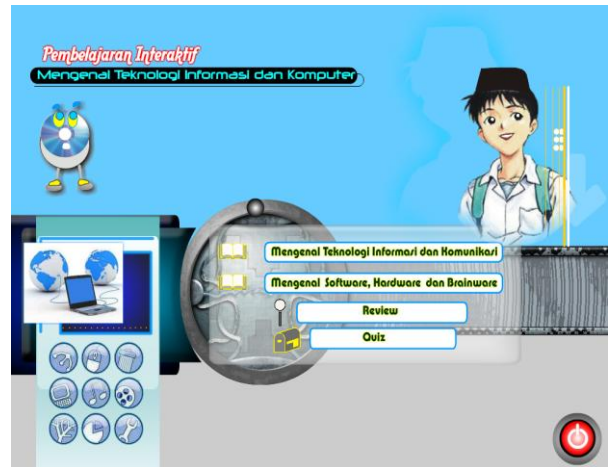 Pembelajaran Interaktif
Mengenal Teknologi Informasi dan Komputer
Mengenal Teknologi Informasi dan Komunikasi
Mengenal Software, Hardware dan Brainware
Review
Quiz